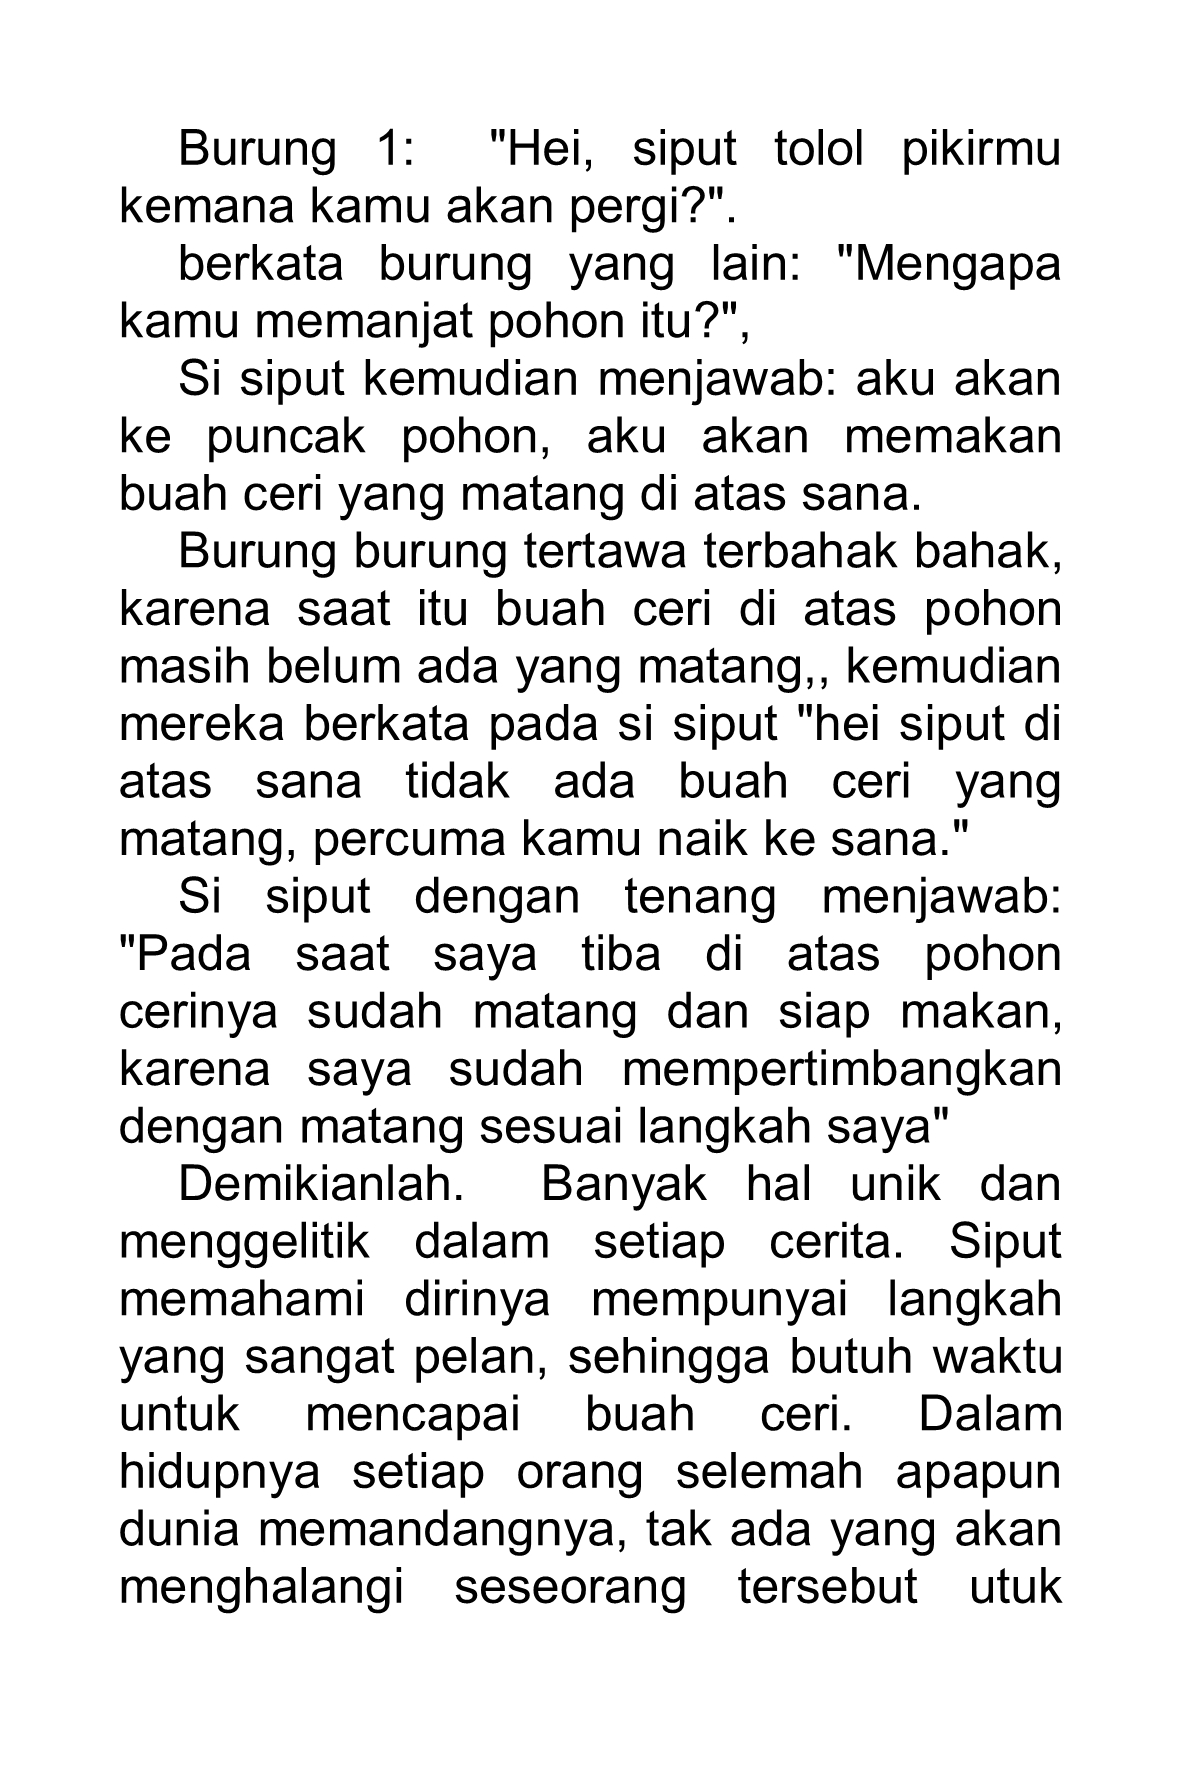 Burung 1: "Hei, siput tolol pikirmu
kemana kamu akan pergi?".
berkata burung yang lain: "Mengapa
kamu memanjat pohon itu?",
Si siput kemudian menjawab: aku akan
ke puncak pohon, aku akan memakan
buah ceri yang matang di atas sana.
Burung burung tertawa terbahak bahak,
karena saat itu buah ceri di atas pohon
masih belum ada yang matang,, kemudian
mereka berkata pada si siput "hei siput di
atas sana tidak ada buah ceri yang
matang, percuma kamu naik ke sana."
Si siput dengan tenang menjawab:
"Pada saat saya tiba di atas pohon
cerinya sudah matang dan siap makan,
karena saya sudah mempertimbangkan
dengan matang sesuai langkah saya"
Demikianlah. Banyak hal unik dan
menggelitik dalam setiap cerita. Siput
memahami dirinya mempunyai langkah
yang sangat pelan, sehingga butuh waktu
untuk mencapai buah ceri. Dalam
hidupnya setiap orang selemah apapun
dunia memandangnya, tak ada yang akan
menghalangi seseorang tersebut utuk